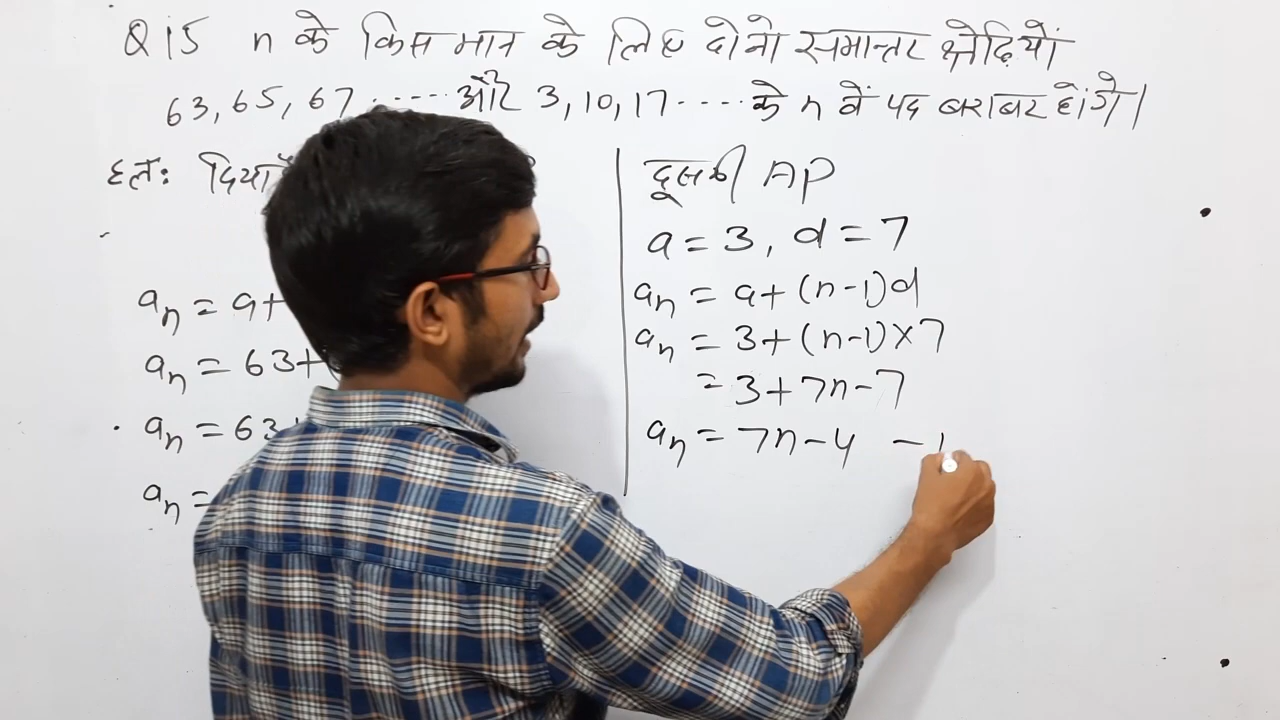 Q 15 n के किस मान के लिए दोनो समान्तर श्रेढ़ियों
63, 65, 67 ..... और 3, 10, 17 ..... के n वें पद बराबर होंगे।
हल: दिया है
aₙ = a+
aₙ = 63+(
aₙ = 63+
aₙ =
दूसरी AP
a = 3, d = 7
aₙ = a+(n-1)d
aₙ = 3+(n-1)×7
= 3+7n-7
aₙ = 7n-4 -